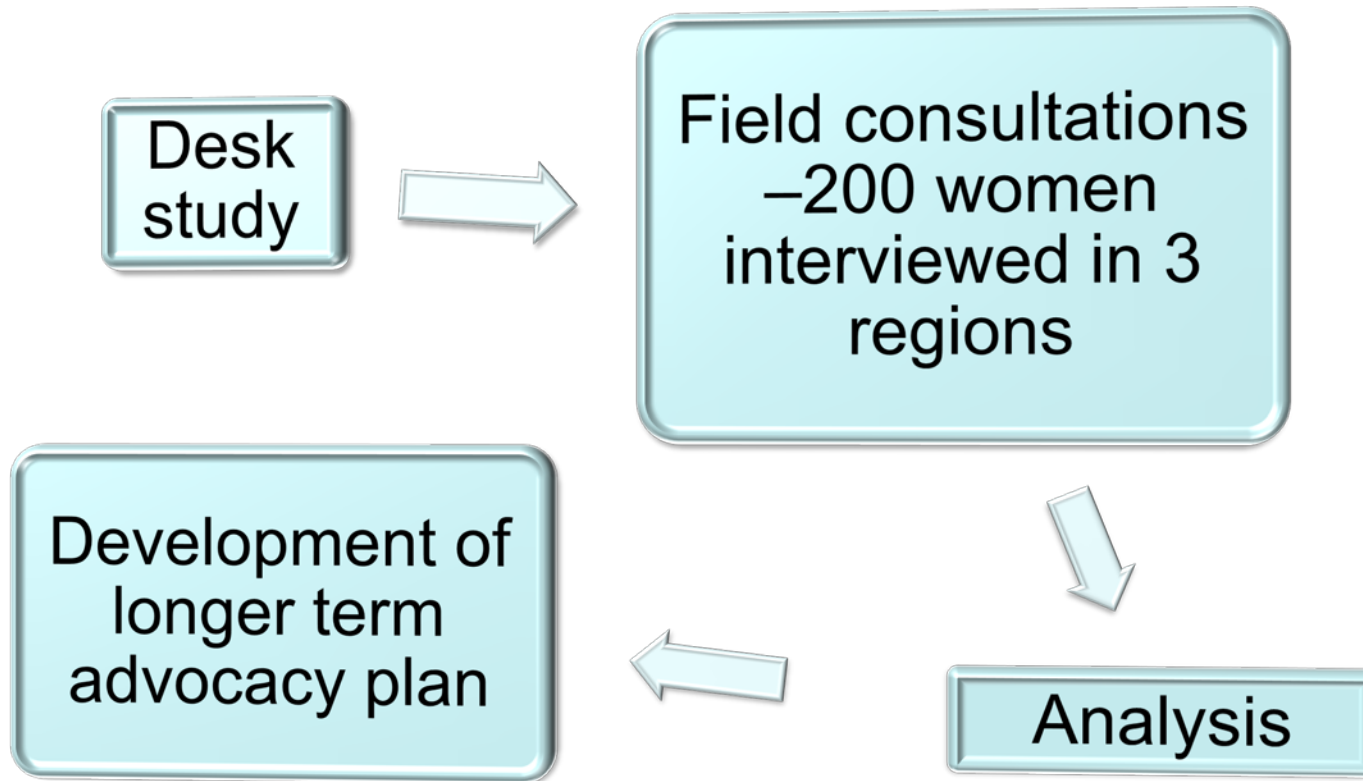 Desk
study
Field consultations
–200 women
interviewed in 3
regions
Analysis
Development of
longer term
advocacy plan